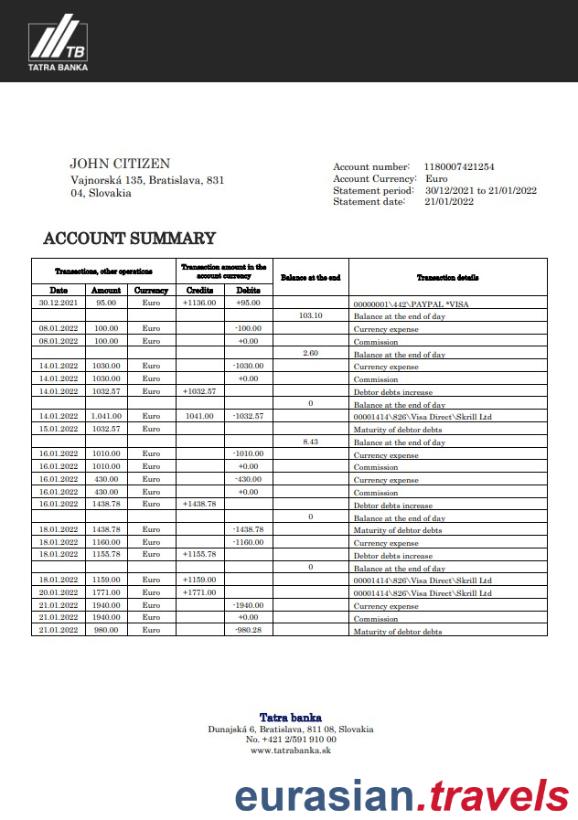 TB
TATRA BANKA
JOHN CITIZEN
Vajnorská 135, Bratislava, 831
04, Slovakia
Account number: 1180007421254
Account Currency: Euro
Statement period: 30/12/2021 to 21/01/2022
Statement date: 21/01/2022
ACCOUNT SUMMARY
Transactions, other operations Transaction amount in the account currency Balance at the end Transaction details
Date Amount Currency Credits Debits
30.12.2021 95.00 Euro +1136.00 +95.00 00000001\442\PAYPAL *VISA
103.10 Balance at the end of day
08.01.2022 100.00 Euro -100.00 Currency expense
08.01.2022 100.00 Euro +0.00 Commission
2.60 Balance at the end of day
14.01.2022 1030.00 Euro -1030.00 Currency expense
14.01.2022 1030.00 Euro +0.00 Commission
14.01.2022 1032.57 Euro +1032.57 Debtor debts increase
0 Balance at the end of day
14.01.2022 1.041.00 Euro 1041.00 -1032.57 00001414\826\Visa Direct\Skrill Ltd
15.01.2022 1032.57 Euro Maturity of debtor debts
8.43 Balance at the end of day
16.01.2022 1010.00 Euro -1010.00 Currency expense
16.01.2022 1010.00 Euro +0.00 Commission
16.01.2022 430.00 Euro -430.00 Currency expense
16.01.2022 430.00 Euro +0.00 Commission
16.01.2022 1438.78 Euro +1438.78 Debtor debts increase
0 Balance at the end of day
18.01.2022 1438.78 Euro -1438.78 Maturity of debtor debts
18.01.2022 1160.00 Euro -1160.00 Currency expense
18.01.2022 1155.78 Euro +1155.78 Debtor debts increase
0 Balance at the end of day
18.01.2022 1159.00 Euro +1159.00 00001414\826\Visa Direct\Skrill Ltd
20.01.2022 1771.00 Euro +1771.00 00001414\826\Visa Direct\Skrill Ltd
21.01.2022 1940.00 Euro -1940.00 Currency expense
21.01.2022 1940.00 Euro +0.00 Commission
21.01.2022 980.00 Euro -980.28 Maturity of debtor debts
Tatra banka
Dunajská 6, Bratislava, 811 08, Slovakia
No. +421 2/591 910 00
www.tatrabanka.sk
eurasian.travels